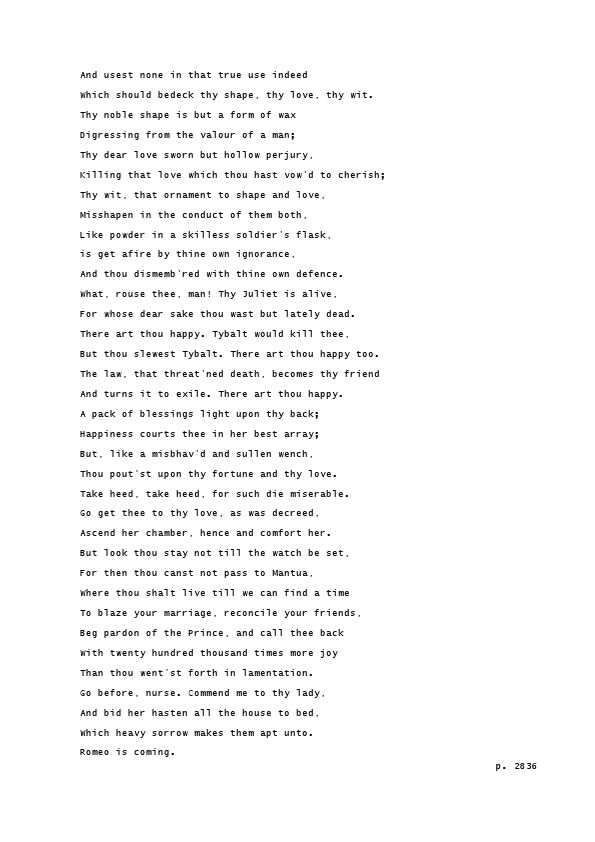 And usest none in that true use indeed
Which should bedeck thy shape, thy love, thy wit.
Thy noble shape is but a form of wax
Digressing from the valour of a man;
Thy dear love sworn but hollow perjury,
Killing that love which thou hast vow'd to cherish;
Thy wit, that ornament to shape and love,
Misshapen in the conduct of them both,
Like powder in a skilless soldier's flask,
is get afire by thine own ignorance,
And thou dismemb'red with thine own defence.
What, rouse thee, man! Thy Juliet is alive,
For whose dear sake thou wast but lately dead.
There art thou happy. Tybalt would kill thee,
But thou slewest Tybalt. There art thou happy too.
The law, that threat'ned death, becomes thy friend
And turns it to exile. There art thou happy.
A pack of blessings light upon thy back;
Happiness courts thee in her best array;
But, like a misbhav'd and sullen wench,
Thou pout'st upon thy fortune and thy love.
Take heed, take heed, for such die miserable.
Go get thee to thy love, as was decreed,
Ascend her chamber, hence and comfort her.
But look thou stay not till the watch be set,
For then thou canst not pass to Mantua,
Where thou shalt live till we can find a time
To blaze your marriage, reconcile your friends,
Beg pardon of the Prince, and call thee back
With twenty hundred thousand times more joy
Than thou went'st forth in lamentation.
Go before, nurse. Commend me to thy lady,
And bid her hasten all the house to bed,
Which heavy sorrow makes them apt unto.
Romeo is coming.
p. 2836